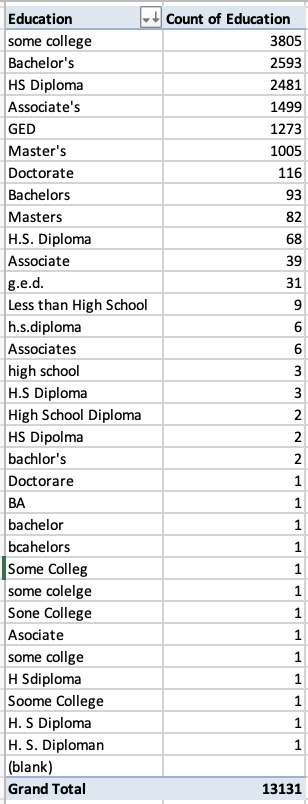 Education Count of Education
some college 3805
Bachelor's 2593
HS Diploma 2481
Associate's 1499
GED 1273
Master's 1005
Doctorate 116
Bachelors 93
Masters 82
H.S. Diploma 68
Associate 39
g.e.d. 31
Less than High School 9
h.s.diploma 6
Associates 6
high school 3
H.S Diploma 3
High School Diploma 2
HS Dipolma 2
bachlor's 2
Doctorare 1
BA 1
bachelor 1
bcahelors 1
Some Colleg 1
some colelge 1
Sone College 1
Asociate 1
some collge 1
H Sdiploma 1
Soome College 1
H. S Diploma 1
H. S. Diploman 1
(blank)
Grand Total 13131